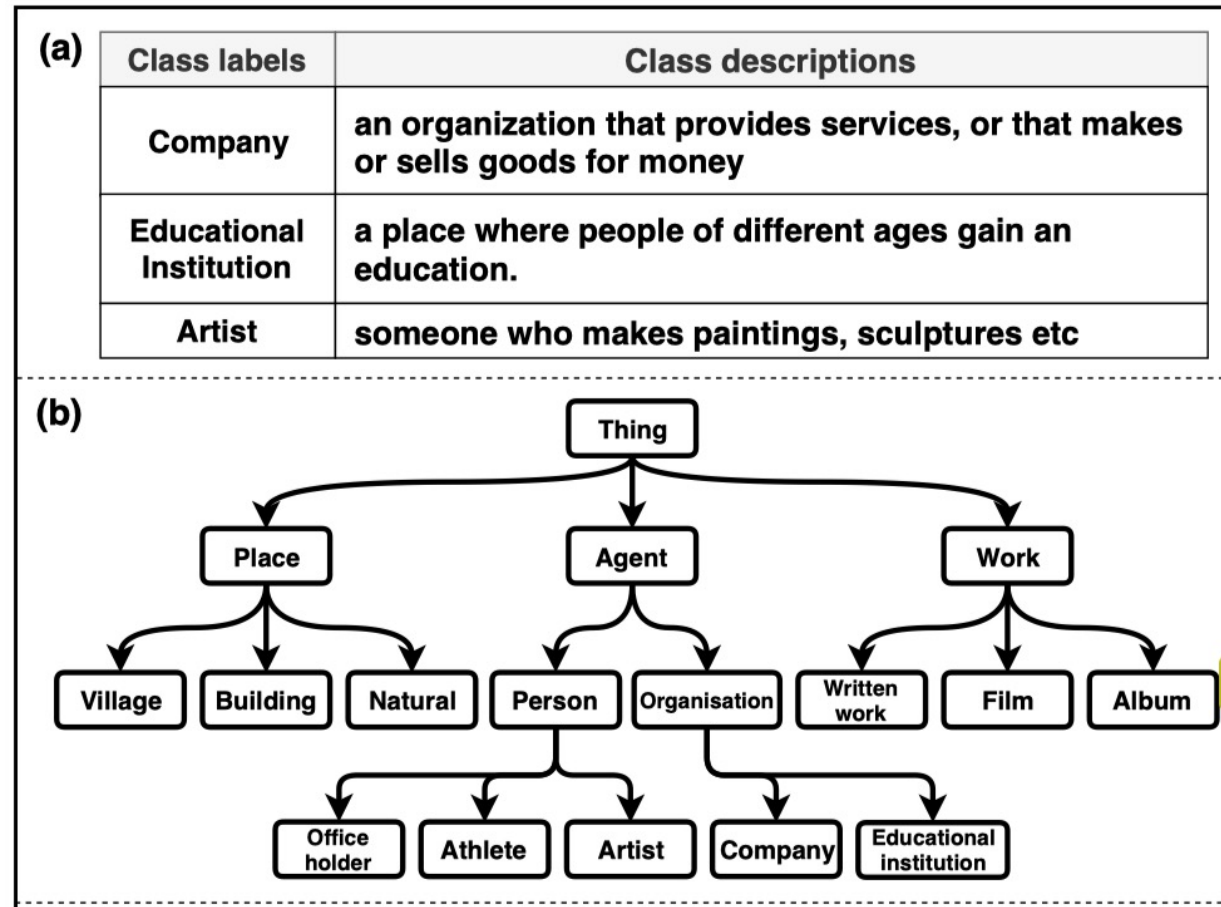 (a)
Class labels
Class descriptions
Company
an organization that provides services, or that makes
or sells goods for money
Educational
Institution
a place where people of different ages gain an
education.
Artist
someone who makes paintings, sculptures etc
(b)
Thing
Place
Agent
Work
Village
Building
Natural
Person
Organisation
Written
work
Film
Album
Office
holder
Athlete
Artist
Company
Educational
institution